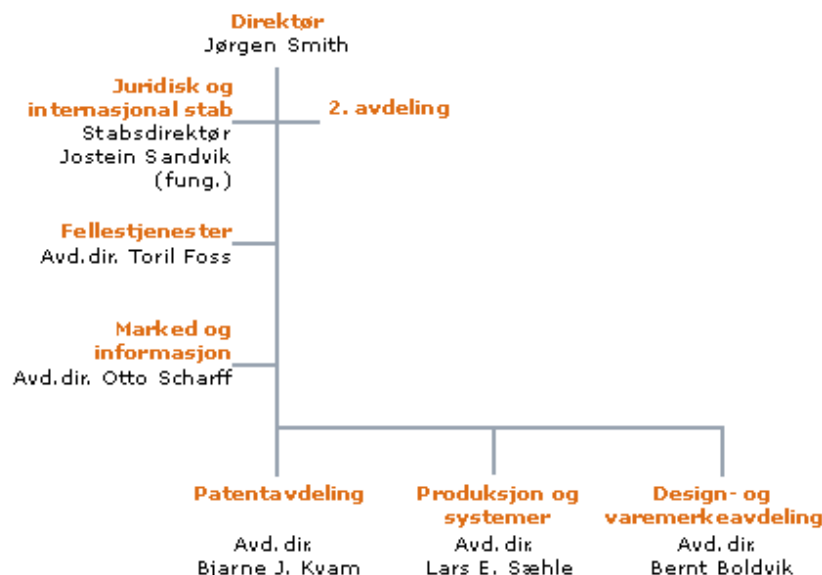 Direktør
Jørgen Smith
Juridisk og
internasjonal stab
Stabsdirektør
Jostein Sandvik
(fung.)
2. avdeling
Fellestjenester
Avd.dir. Toril Foss
Marked og
informasjon
Avd.dir. Otto Scharff
Patentavdeling
Avd. dir.
Bjarne J. Kvam
Produksjon og
systemer
Avd. dir.
Lars E. Sæhle
Design- og
varemerkeavdeling
Avd. dir.
Bernt Boldvik